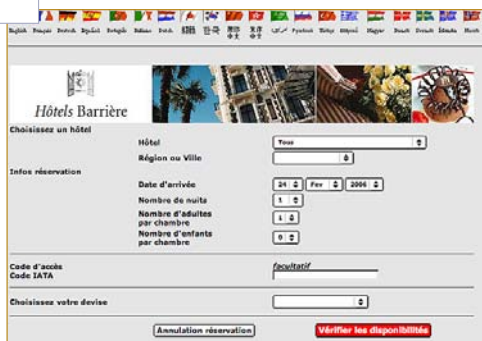 English Français Deutsch Español Português Italiano Dutch 한국 Русский Türkçe Magyar Dansk Svenska Íslenska Norsk
Hôtels Barrière
Choisissez un hôtel
Hôtel Tous
Région ou Ville
Infos réservation
Date d'arrivée 24 Fev 2006
Nombre de nuits 1
Nombre d'adultes par chambre 1
Nombre d'enfants par chambre 0
Code d'accès facultatif
Code IATA
Choisissez votre devise
Annulation réservation Vérifier les disponibilités